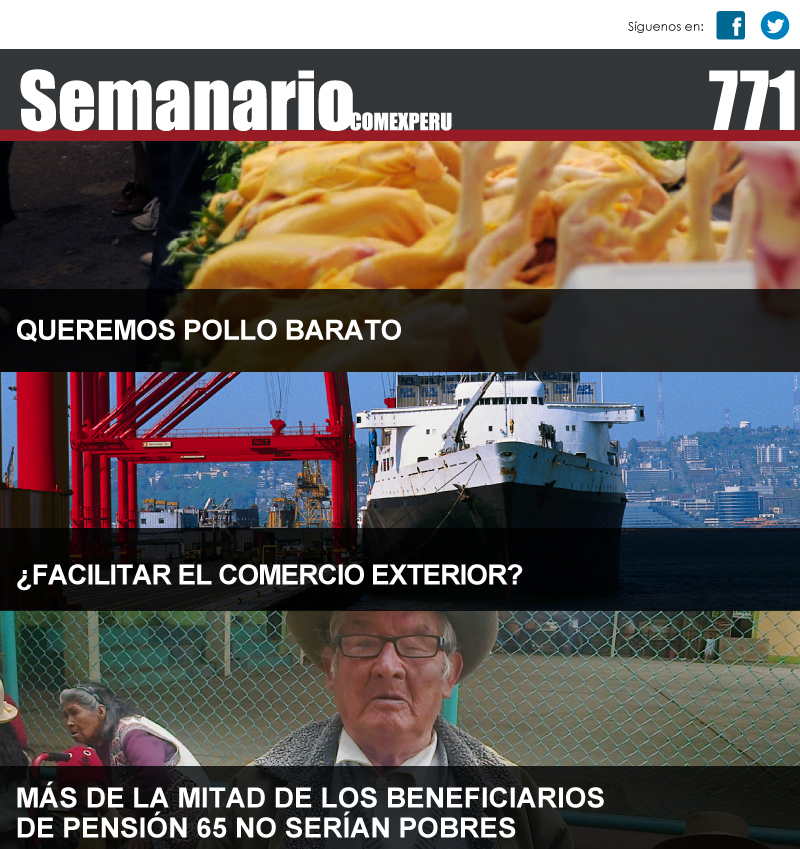 Síguenos en:
Semanario COMEXPERU 771
QUEREMOS POLLO BARATO
¿FACILITAR EL COMERCIO EXTERIOR?
MÁS DE LA MITAD DE LOS BENEFICIARIOS
DE PENSIÓN 65 NO SERÍAN POBRES